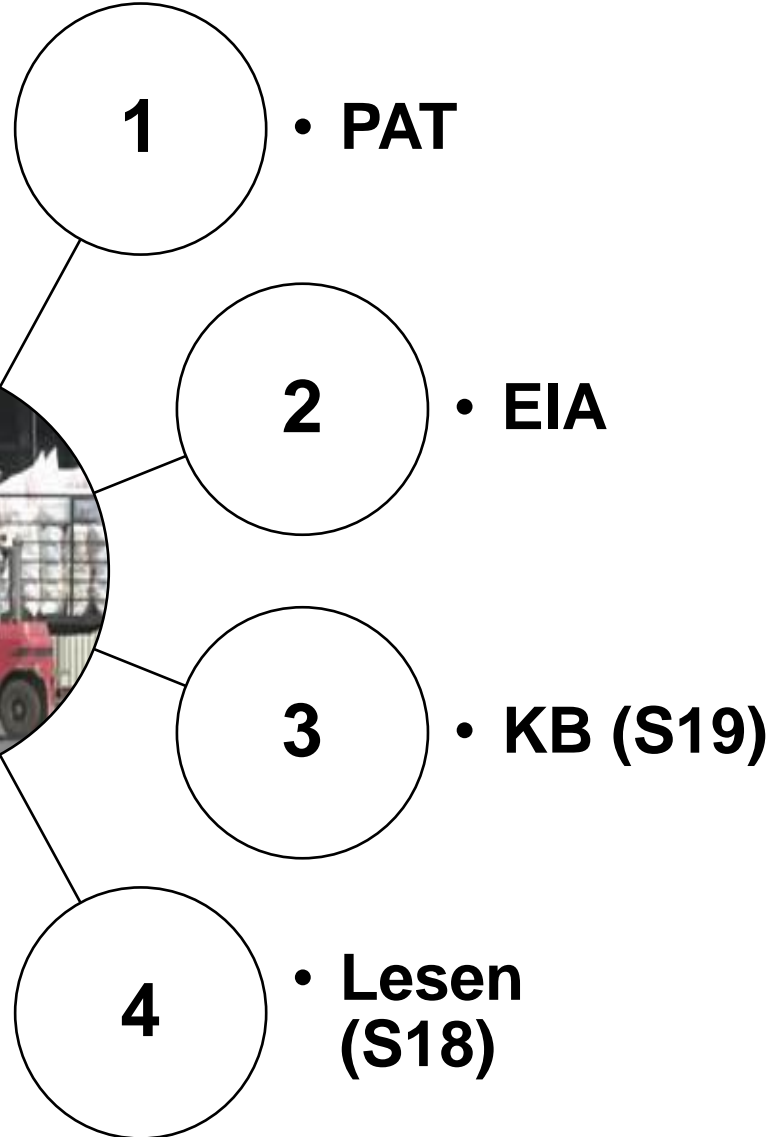 1
• PAT
2
• EIA
3
• KB (S19)
4
• Lesen
(S18)